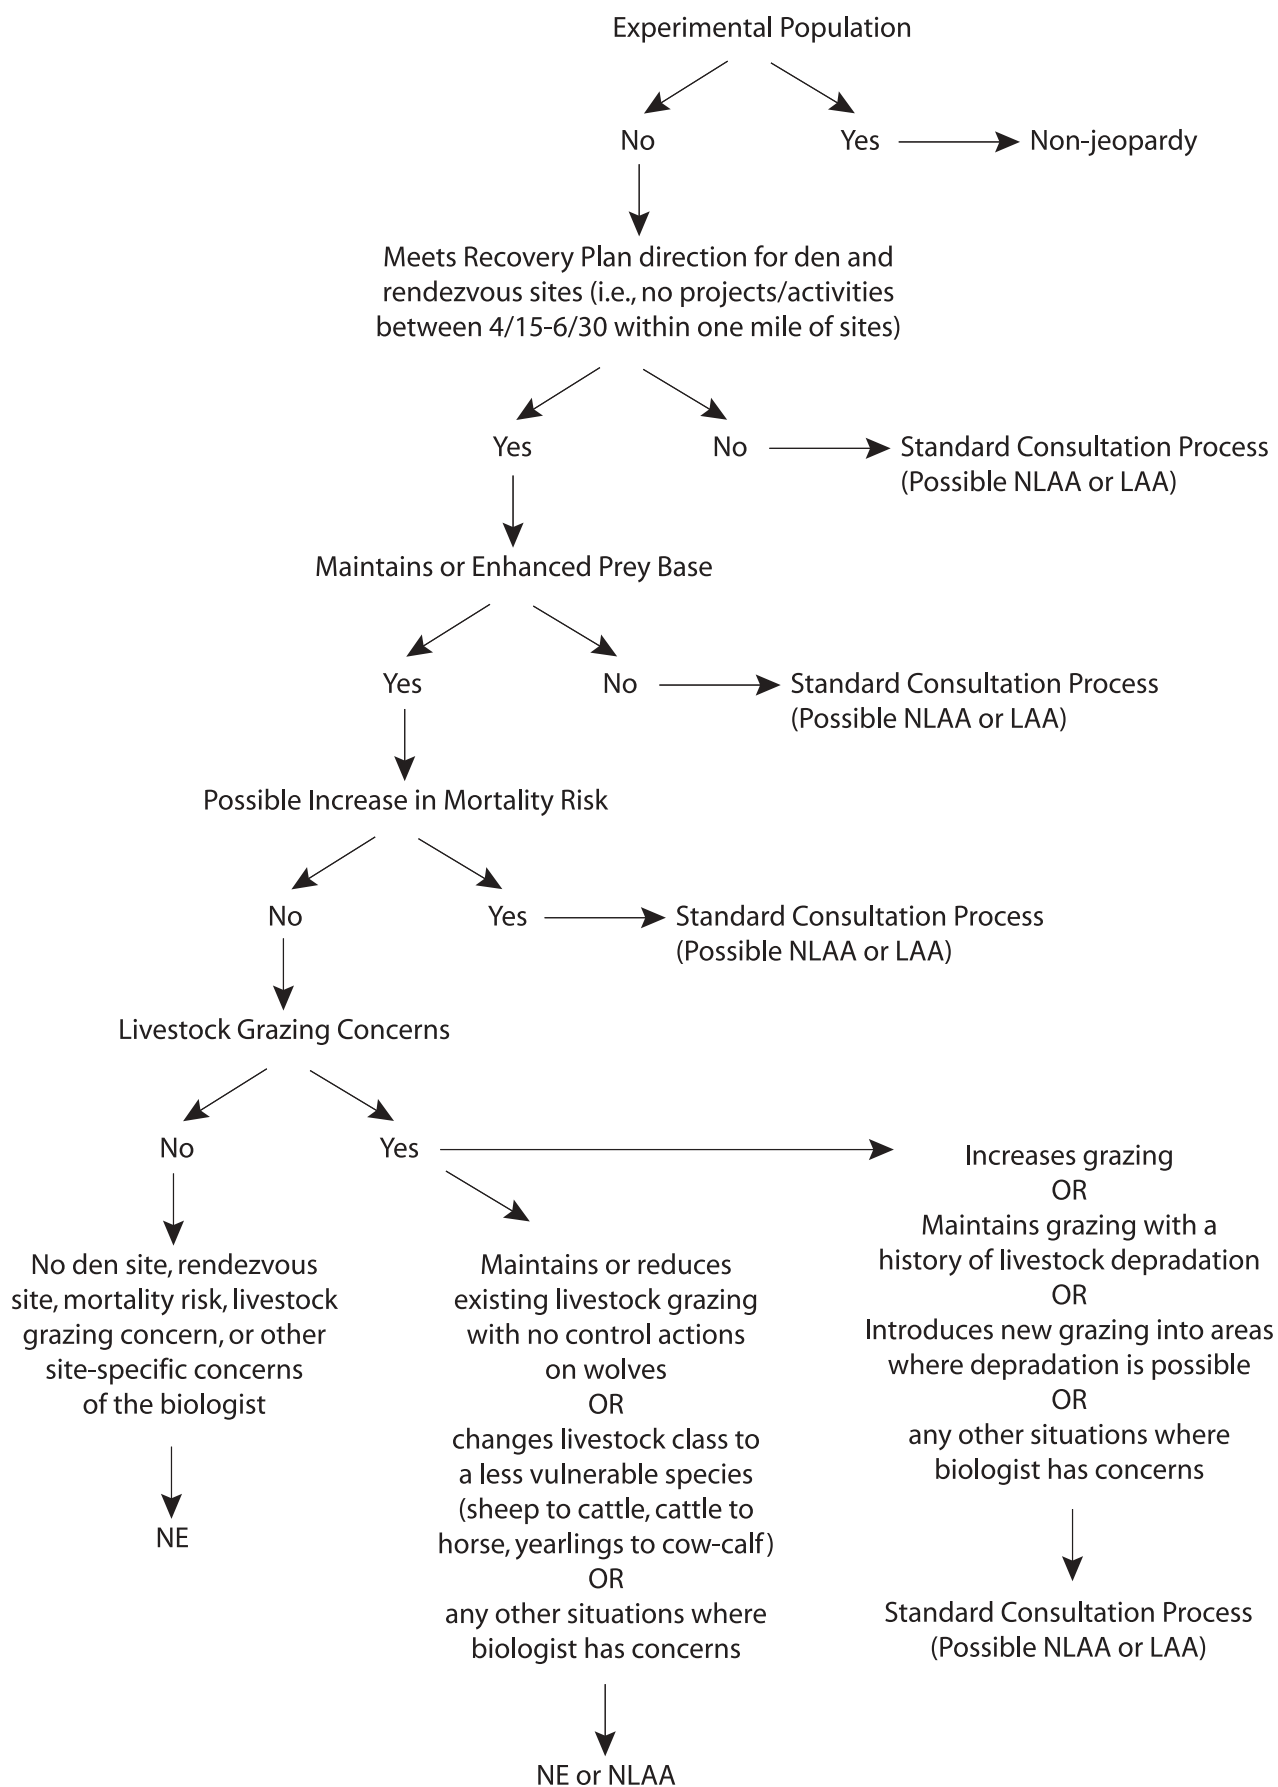 Experimental Population
No
Yes
Non-jeopardy
Meets Recovery Plan direction for den and
rendezvous sites (i.e., no projects/activities
between 4/15-6/30 within one mile of sites)
Yes
No
Standard Consultation Process
(Possible NLAA or LAA)
Maintains or Enhanced Prey Base
Yes
No
Standard Consultation Process
(Possible NLAA or LAA)
Possible Increase in Mortality Risk
No
Yes
Standard Consultation Process
(Possible NLAA or LAA)
Livestock Grazing Concerns
No
Yes
No den site, rendezvous
site, mortality risk, livestock
grazing concern, or other
site-specific concerns
of the biologist
NE
Maintains or reduces
existing livestock grazing
with no control actions
on wolves
OR
changes livestock class to
a less vulnerable species
(sheep to cattle, cattle to
horse, yearlings to cow-calf)
OR
any other situations where
biologist has concerns
NE or NLAA
Increases grazing
OR
Maintains grazing with a
history of livestock depradation
OR
Introduces new grazing into areas
where depradation is possible
OR
any other situations where
biologist has concerns
Standard Consultation Process
(Possible NLAA or LAA)